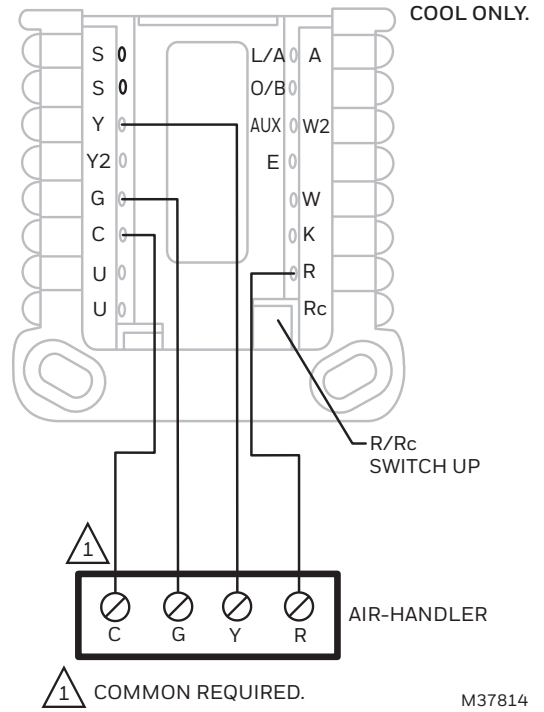 COOL ONLY.
S L/A A
S O/B
Y AUX W2
Y2 E
G W
C K
U R
U Rc
R/Rc
SWITCH UP
1
C G Y R
AIR-HANDLER
1 COMMON REQUIRED.
M37814